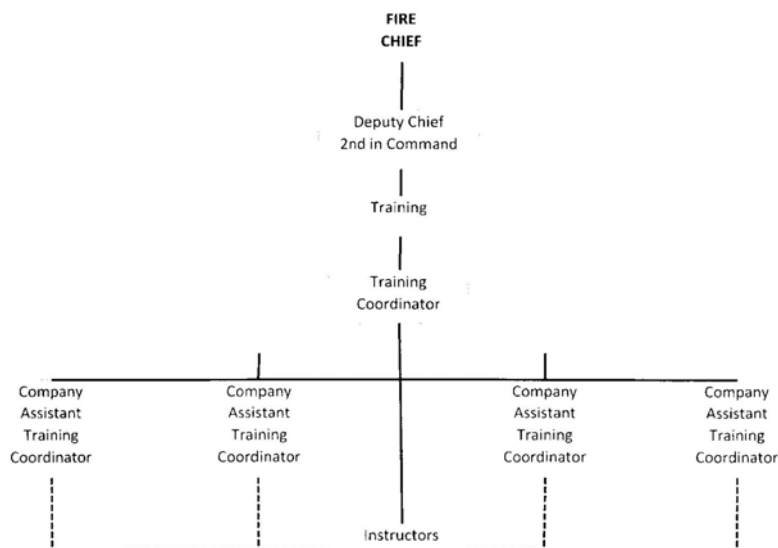 FIRE
CHIEF
Deputy Chief
2nd in Command
Training
Training
Coordinator
Company
Assistant
Training
Coordinator
Company
Assistant
Training
Coordinator
Company
Assistant
Training
Coordinator
Company
Assistant
Training
Coordinator
Instructors